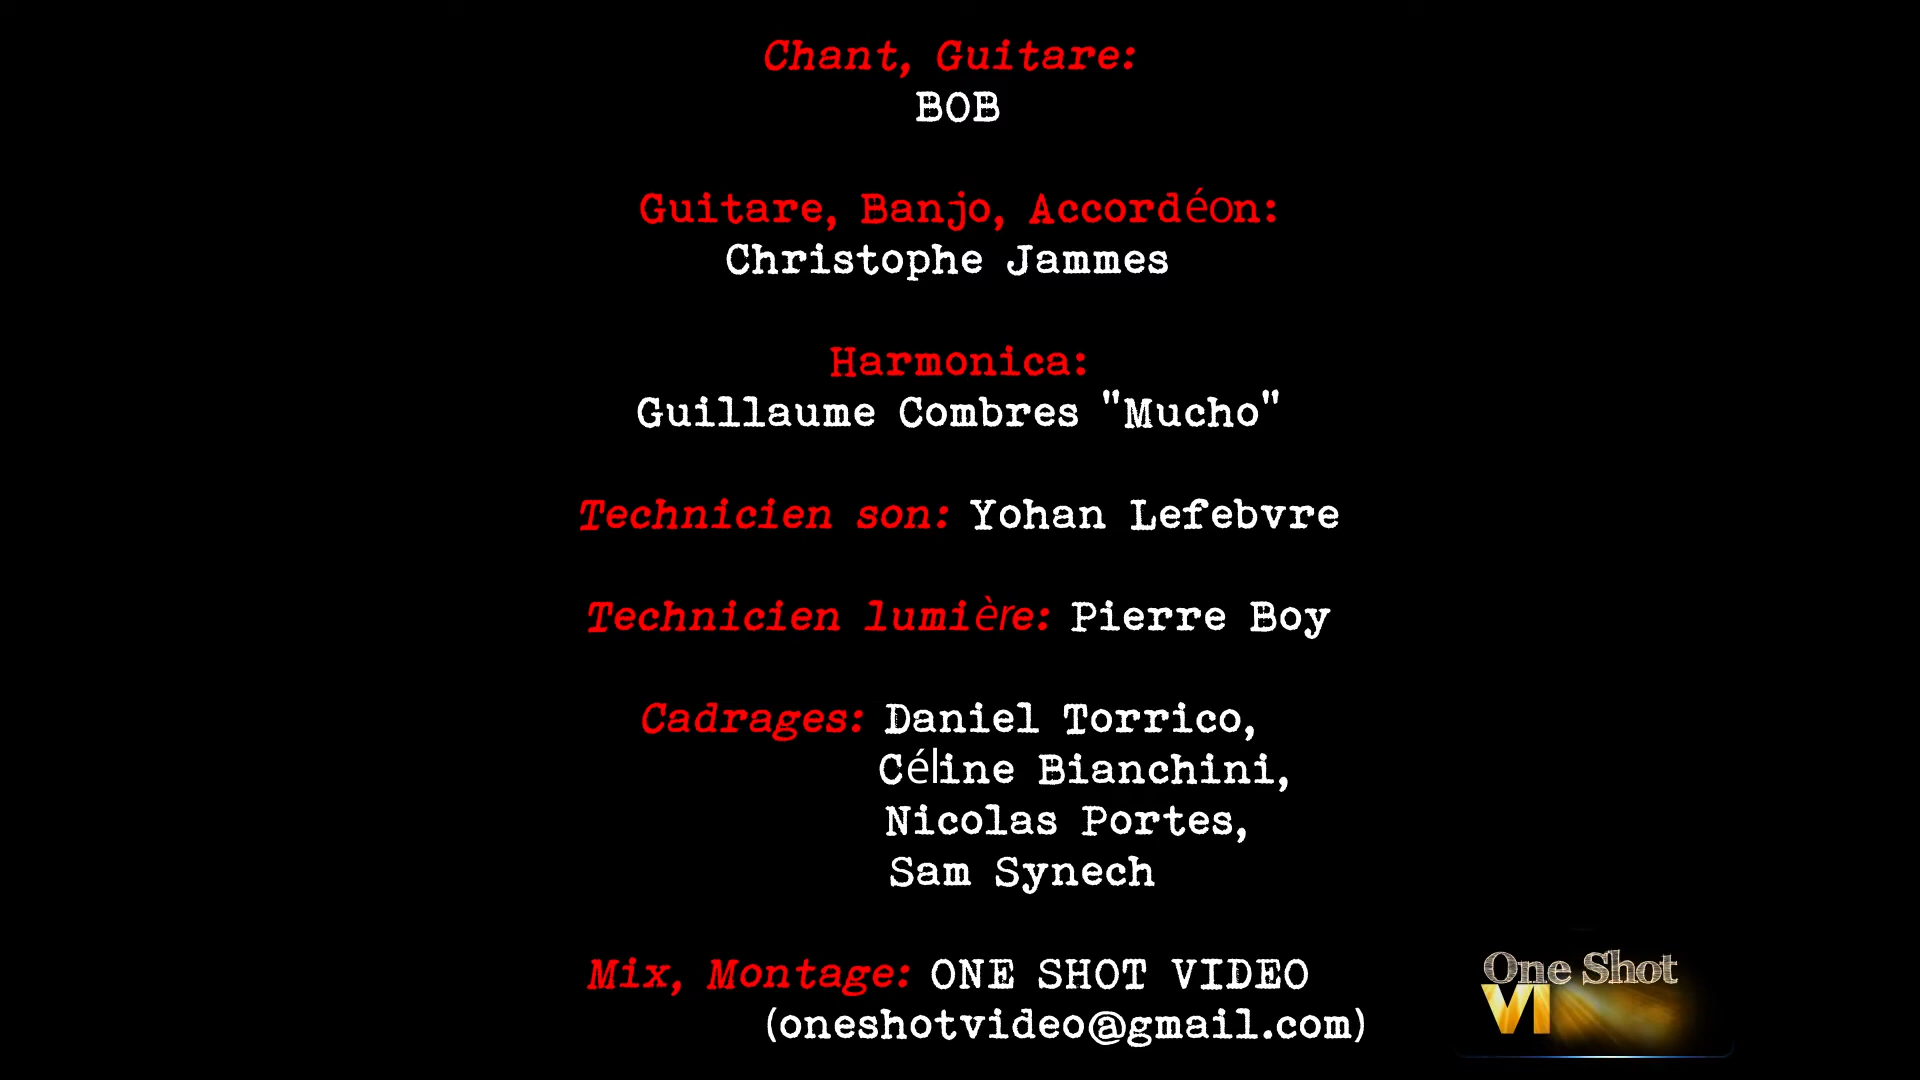 Chant, Guitare:
BOB
Guitare, Banjo, Accordéon:
Christophe Jammes
Harmonica:
Guillaume Combres "Mucho"
Technicien son: Yohan Lefebvre
Technicien lumière: Pierre Boy
Cadrages: Daniel Torrico,
Céline Bianchini,
Nicolas Portes,
Sam Synech
Mix, Montage: ONE SHOT VIDEO
(oneshotvideo@gmail.com)
One Shot
VI